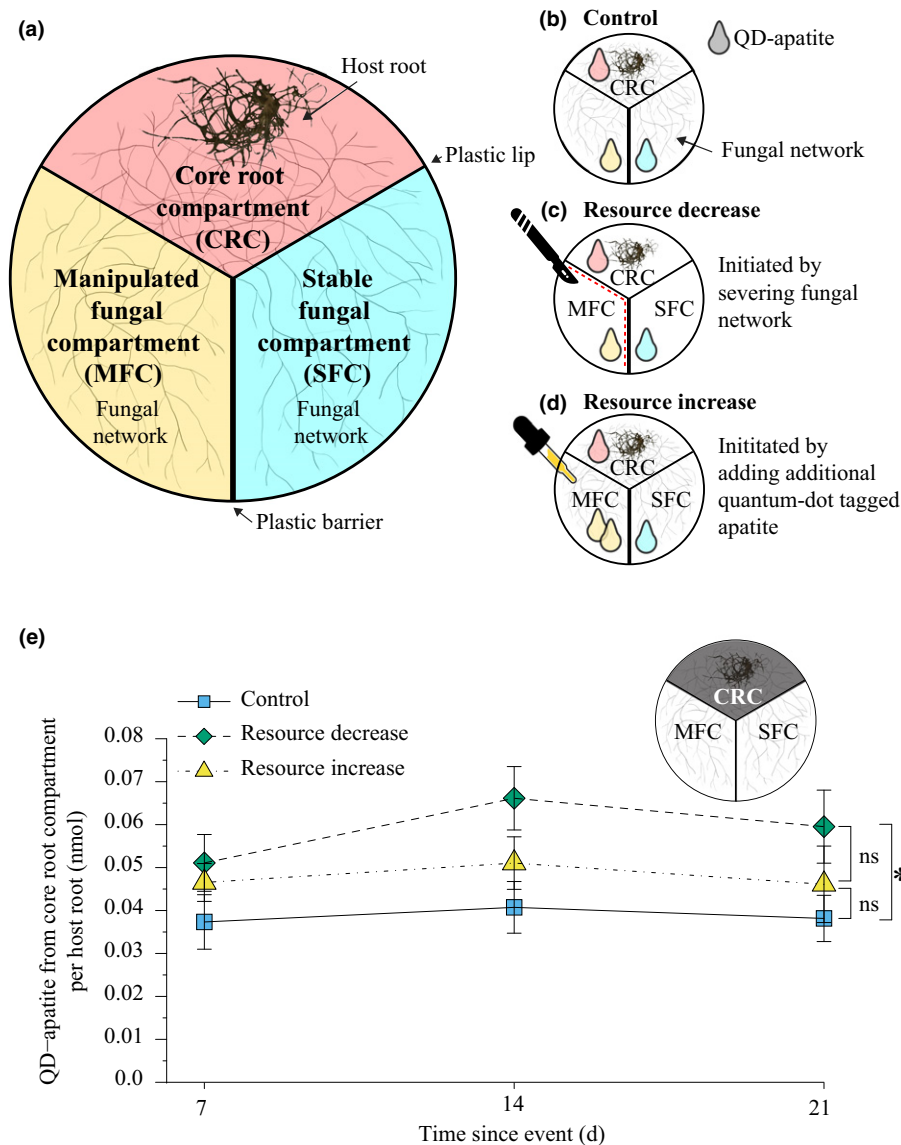 (a)
Host root
Plastic lip
Core root
compartment
(CRC)
Manipulated
fungal
compartment
(MFC)
Fungal
network
Stable
fungal
compartment
(SFC)
Fungal
network
Plastic barrier
(b) Control
QD-apatite
CRC
Fungal network
(c) Resource decrease
CRC
MFC
SFC
Initiated by
severing fungal
network
(d) Resource increase
CRC
MFC
SFC
Inititated by
adding additional
quantum-dot tagged
apatite
(e)
Control
Resource decrease
Resource increase
CRC
MFC
SFC
QD−apatite from core root compartment
per host root (nmol)
0.08
0.07
0.06
0.05
0.04
0.03
0.02
0.01
0.0
ns
ns
*
7
14
21
Time since event (d)